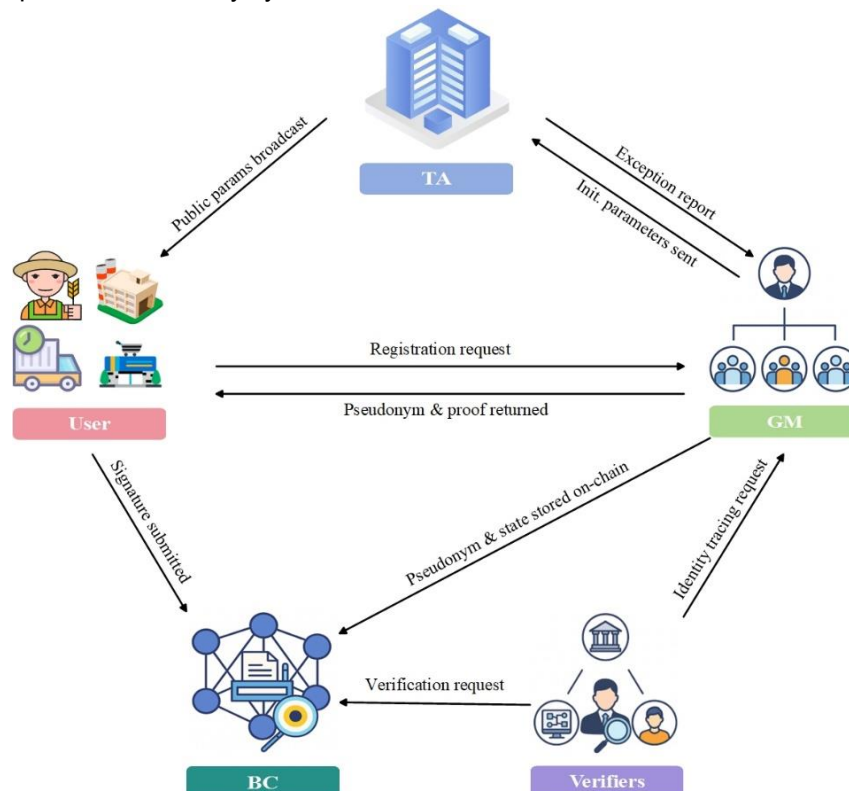 TA
Public params broadcast
Exception report
Init. parameters sent
Registration request
Pseudonym & proof returned
User
GM
Signature submitted
Pseudonym & state stored on-chain
Identity tracing request
Verification request
BC
Verifiers